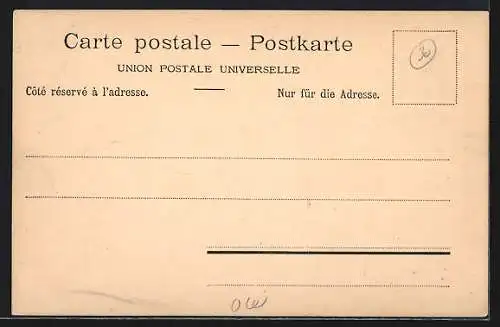 Carte postale — Postkarte
UNION POSTALE UNIVERSELLE
Côté réservé à l'adresse.
Nur für die Adresse.